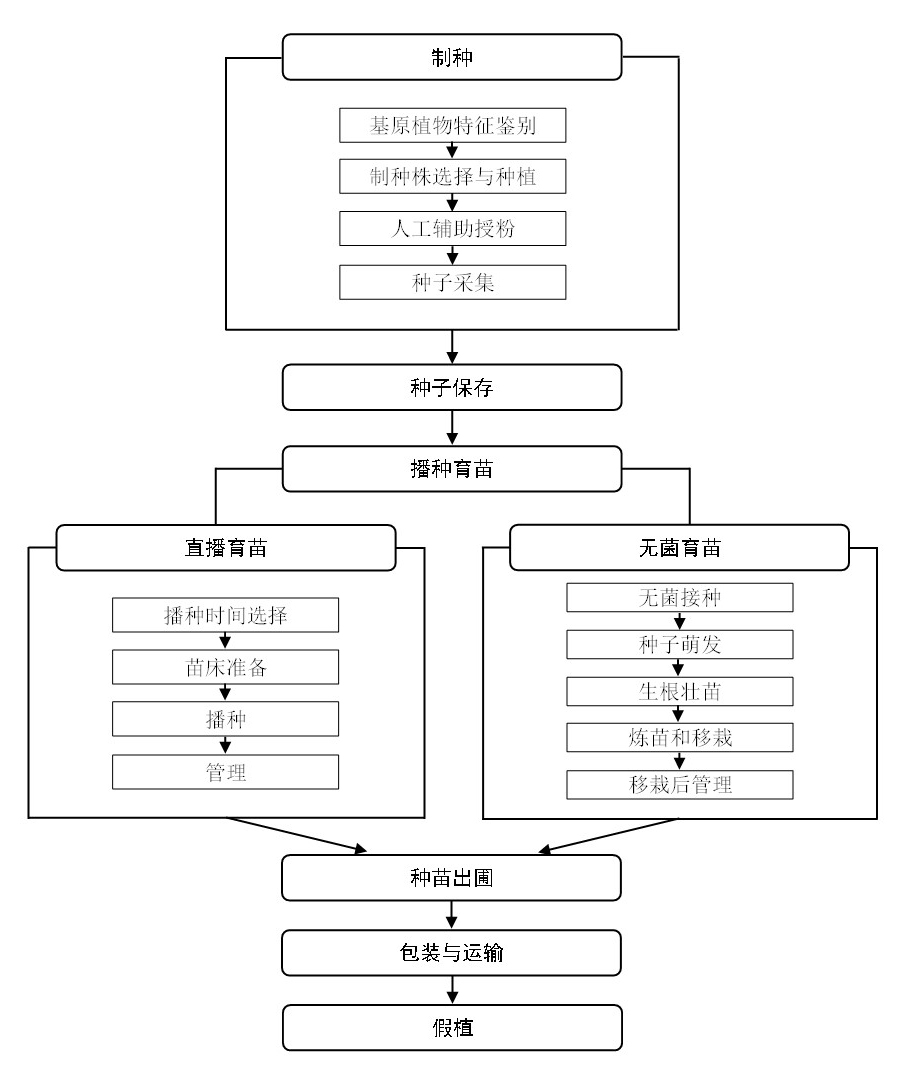 制种
基原植物特征鉴别
制种株选择与种植
人工辅助授粉
种子采集
种子保存
播种育苗
直播育苗
播种时间选择
苗床准备
播种
管理
无菌育苗
无菌接种
种子萌发
生根壮苗
炼苗和移栽
移栽后管理
种苗出圃
包装与运输
假植